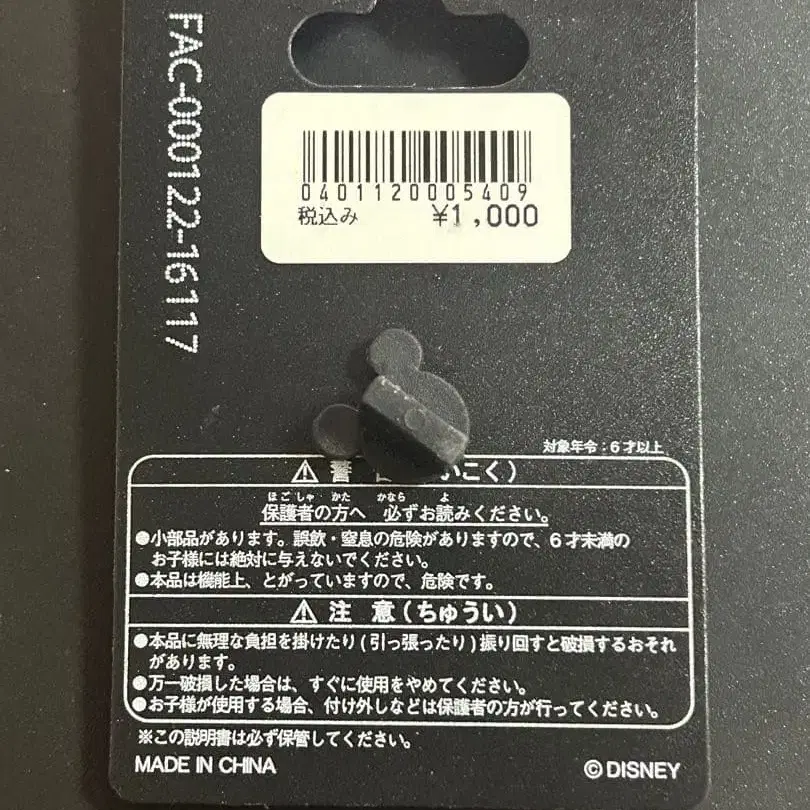 FAC-000122-16117
0401120005409
税込み ¥1,000
対象年令:6才以上
⚠ 警 こく)
ほごしゃ かた かなら よ
保護者の方へ 必ずお読みください。
●小部品があります。誤飲・窒息の危険がありますので、6才未満の
お子様には絶対に与えないでください。
●本品は機能上、とがっていますので、危険です。
⚠ 注 意(ちゅうい)
●本品に無理な負担を掛けたり(引っ張ったり)振り回すと破損するおそれ
があります。
●万一破損した場合は、すぐに使用をやめてください。
●お子様が使用する場合、付け外しなどは保護者の方が行ってください。
※この説明書は必ず保管してください。
MADE IN CHINA
©DISNEY